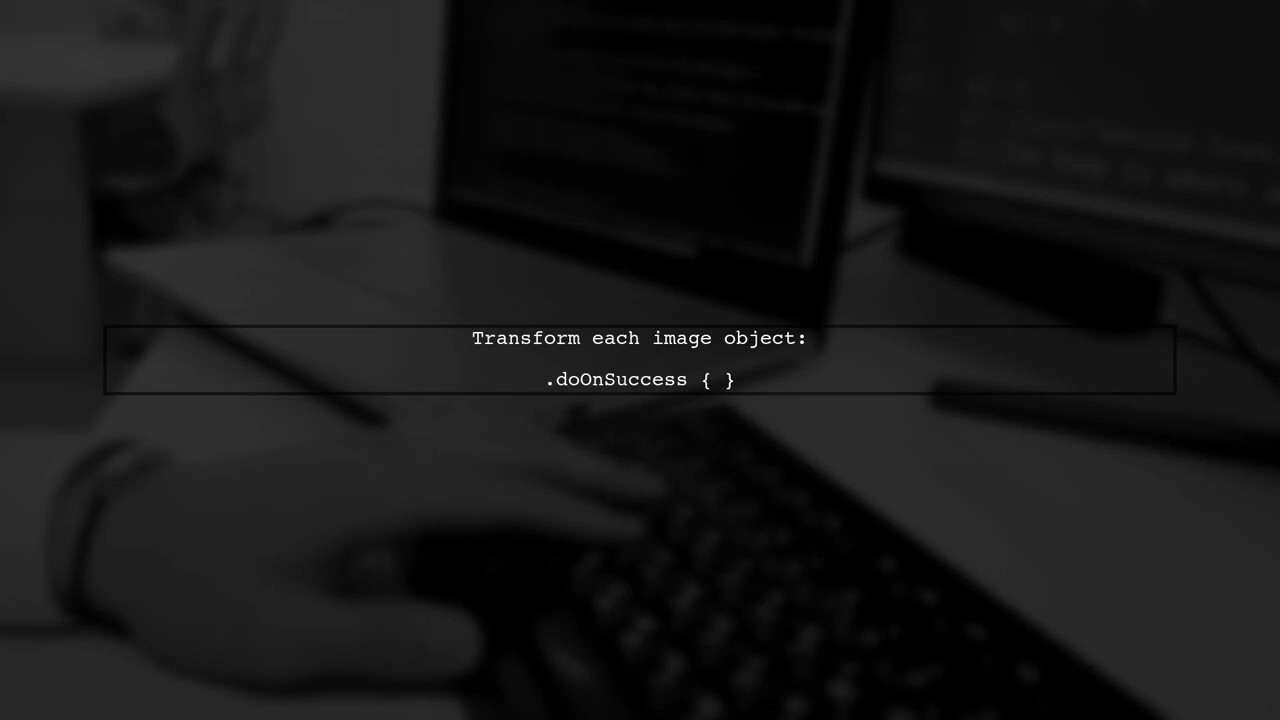 Transform each image object:
.doOnSuccess { }